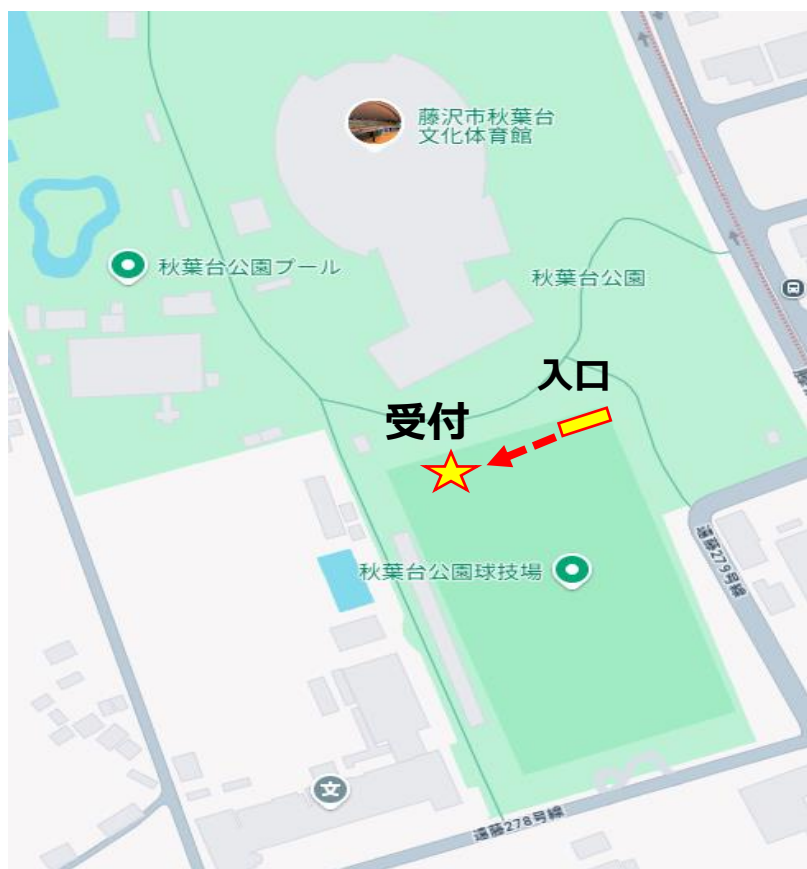 藤沢市秋葉台
文化体育館
秋葉台公園プール
秋葉台公園
入口
受付
遠藤279号線
秋葉台公園球技場
文
遠藤278号線